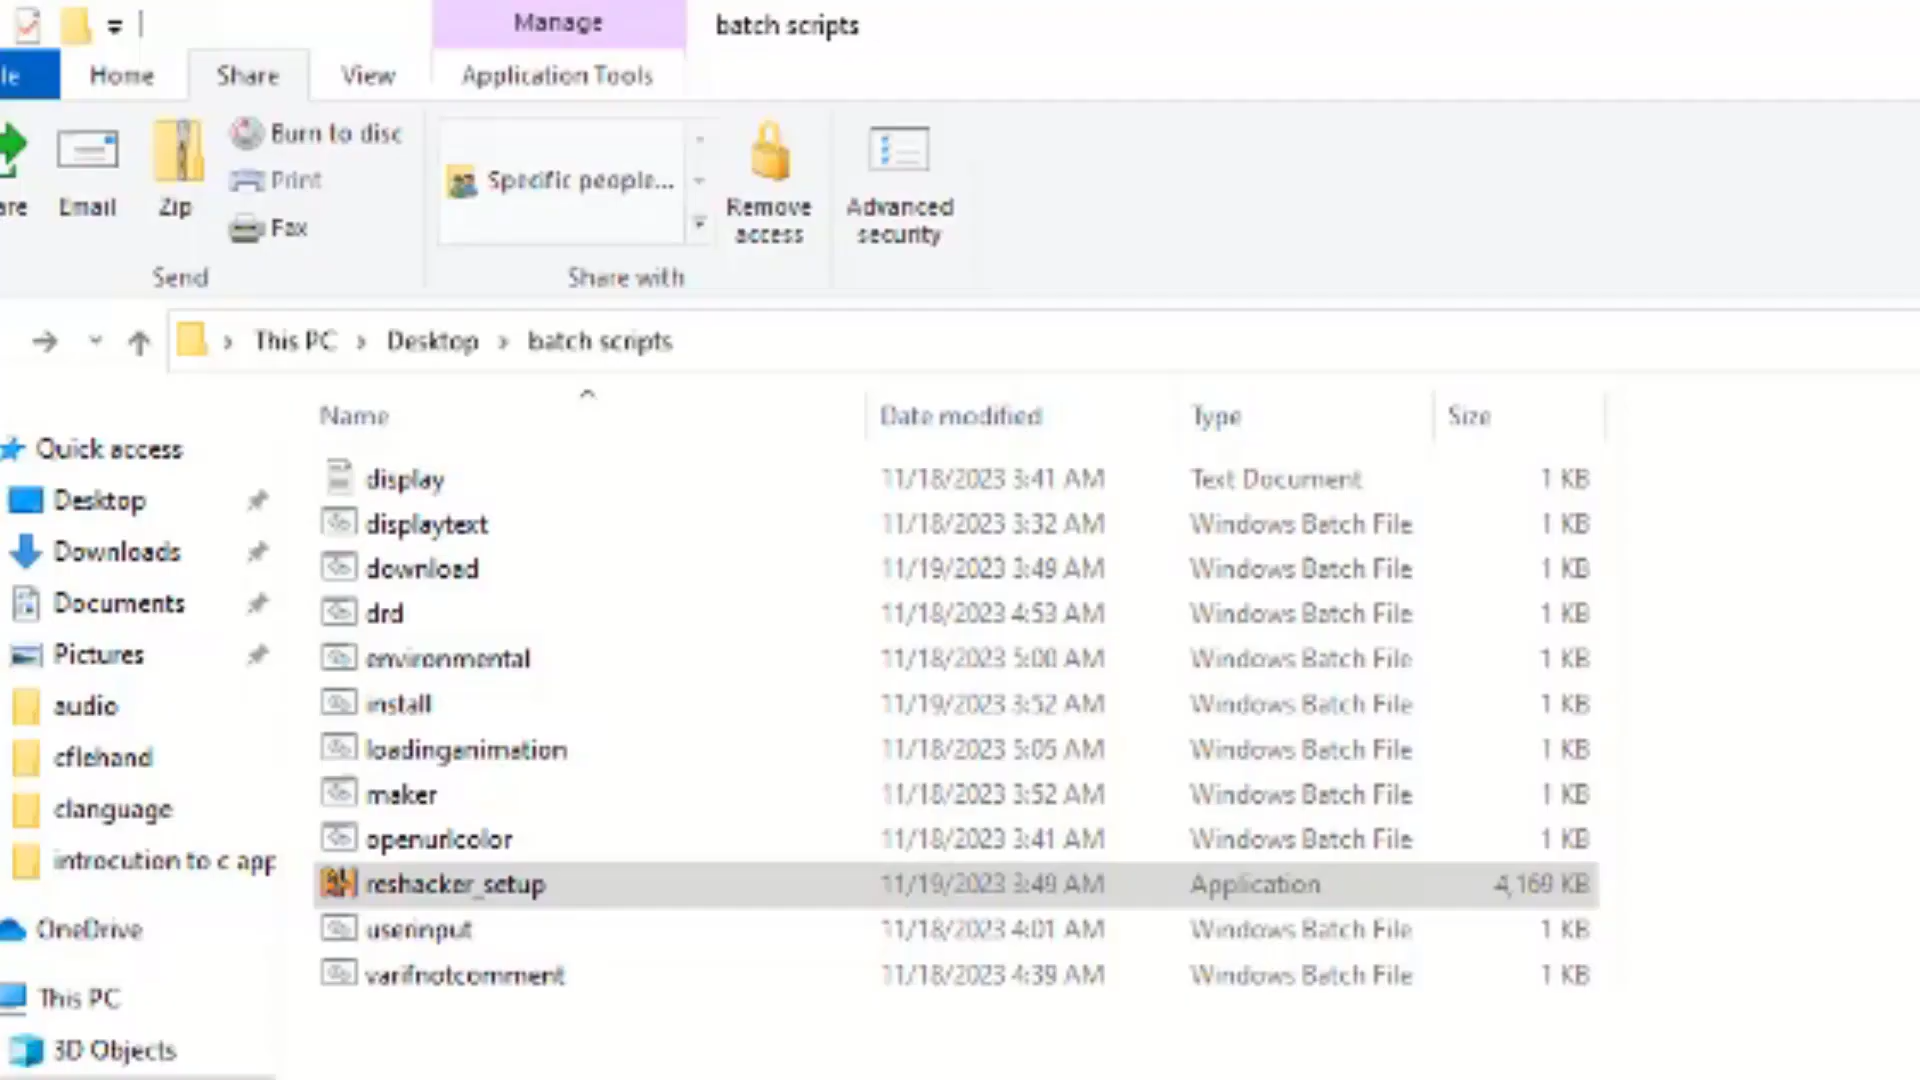 Manage batch scripts
le Home Share View Application Tools
are Email Zip Burn to disc Print Fax Specific people... Remove access Advanced security
Send Share with
This PC › Desktop › batch scripts
Name Date modified Type Size
Quick access
Desktop
Downloads
Documents
Pictures
audio
cflehand
clanguage
introcution to c app
OneDrive
This PC
3D Objects
display 11/18/2023 3:41 AM Text Document 1 KB
displaytext 11/18/2023 3:32 AM Windows Batch File 1 KB
download 11/19/2023 3:49 AM Windows Batch File 1 KB
drd 11/18/2023 4:53 AM Windows Batch File 1 KB
environmental 11/18/2023 5:00 AM Windows Batch File 1 KB
install 11/19/2023 3:52 AM Windows Batch File 1 KB
loadinganimation 11/18/2023 5:05 AM Windows Batch File 1 KB
maker 11/18/2023 3:52 AM Windows Batch File 1 KB
openurlcolor 11/18/2023 3:41 AM Windows Batch File 1 KB
reshacker_setup 11/19/2023 3:49 AM Application 4,169 KB
userinput 11/18/2023 4:01 AM Windows Batch File 1 KB
varifnotcomment 11/18/2023 4:39 AM Windows Batch File 1 KB